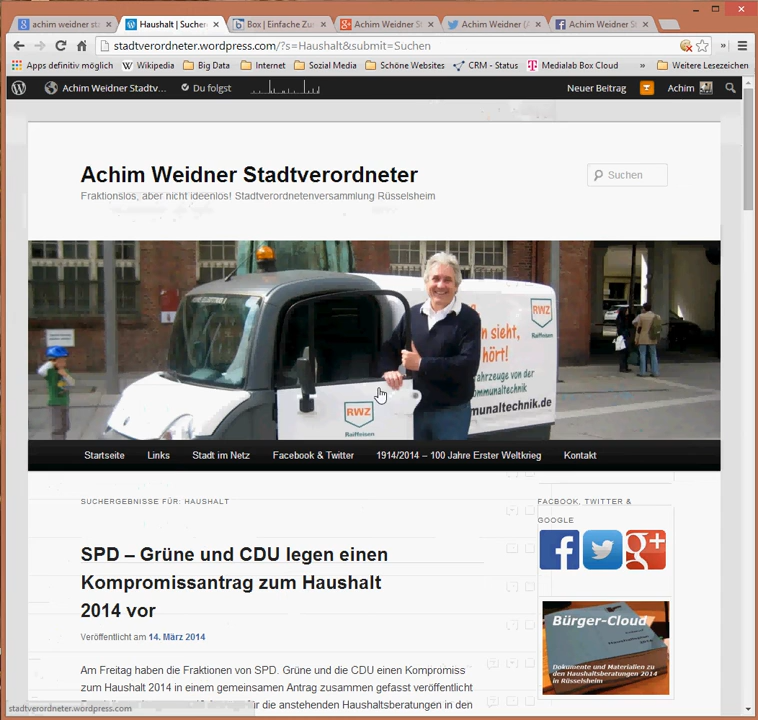 achim weidner sta
Haushalt | Sucher
Box | Einfache Zus
Achim Weidner St
Achim Weidner (A
Achim Weidner St
stadtverordneter.wordpress.com/?s=Haushalt&submit=Suchen
Apps definitiv möglich
Wikipedia
Big Data
Internet
Sozial Media
Schöne Websites
CRM - Status
Medialab Box Cloud
»
Weitere Lesezeichen
Achim Weidner Stadtv…
Du folgst
Neuer Beitrag
Achim
Achim Weidner Stadtverordneter
Fraktionslos, aber nicht ideenlos! Stadtverordnetenversammlung Rüsselsheim
Suchen
RWZ
n sieht,
hört!
ahrzeuge von der
ommunaltechnik
munaltechnik.de
RWZ
Raiffeisen
Startseite
Links
Stadt im Netz
Facebook & Twitter
1914/2014 – 100 Jahre Erster Weltkrieg
Kontakt
SUCHERGEBNISSE FÜR: HAUSHALT
SPD – Grüne und CDU legen einen
Kompromissantrag zum Haushalt
2014 vor
Veröffentlicht am 14. März 2014
Am Freitag haben die Fraktionen von SPD. Grüne und die CDU einen Kompromiss
zum Haushalt 2014 in einem gemeinsamen Antrag zusammen gefasst veröffentlicht
für die anstehenden Haushaltsberatungen in den
FACBOOK, TWITTER &
GOOGLE
Bürger-Cloud
Dokumente und Materialien zu
den Haushaltsberatungen 2014
in Rüsselsheim
stadtverordneter.wordpress.com